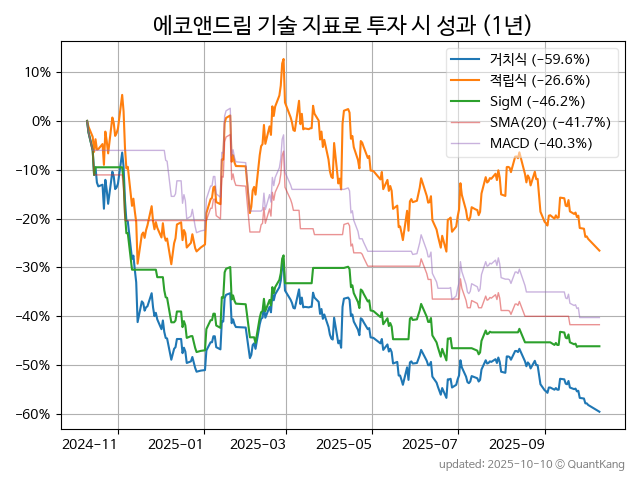 에코앤드림 기술 지표로 투자 시 성과 (1년)
거치식 (−59.6%)
적립식 (−26.6%)
SigM (−46.2%)
SMA(20) (−41.7%)
MACD (−40.3%)
10%
0%
−10%
−20%
−30%
−40%
−50%
−60%
2024-11 2025-01 2025-03 2025-05 2025-07 2025-09
updated: 2025-10-10 © QuantKang